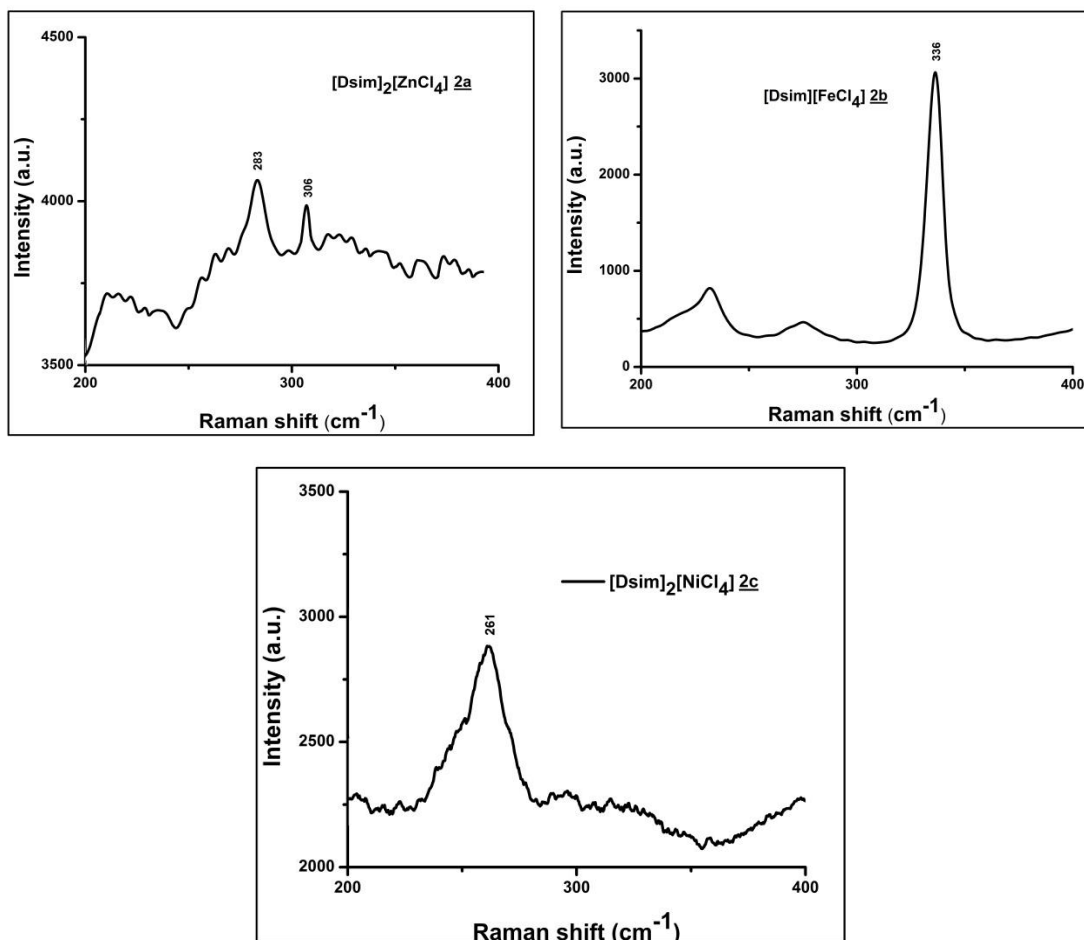 4500
4000
3500
200
300
400
Intensity (a.u.)
Raman shift (cm-1)
[Dsim]2[ZnCl4] 2a
283
306
3000
2000
1000
0
200
300
400
Intensity (a.u.)
Raman shift (cm-1)
[Dsim][FeCl4] 2b
336
3500
3000
2500
2000
200
300
400
Intensity (a.u.)
Raman shift (cm-1)
[Dsim]2[NiCl4] 2c
261